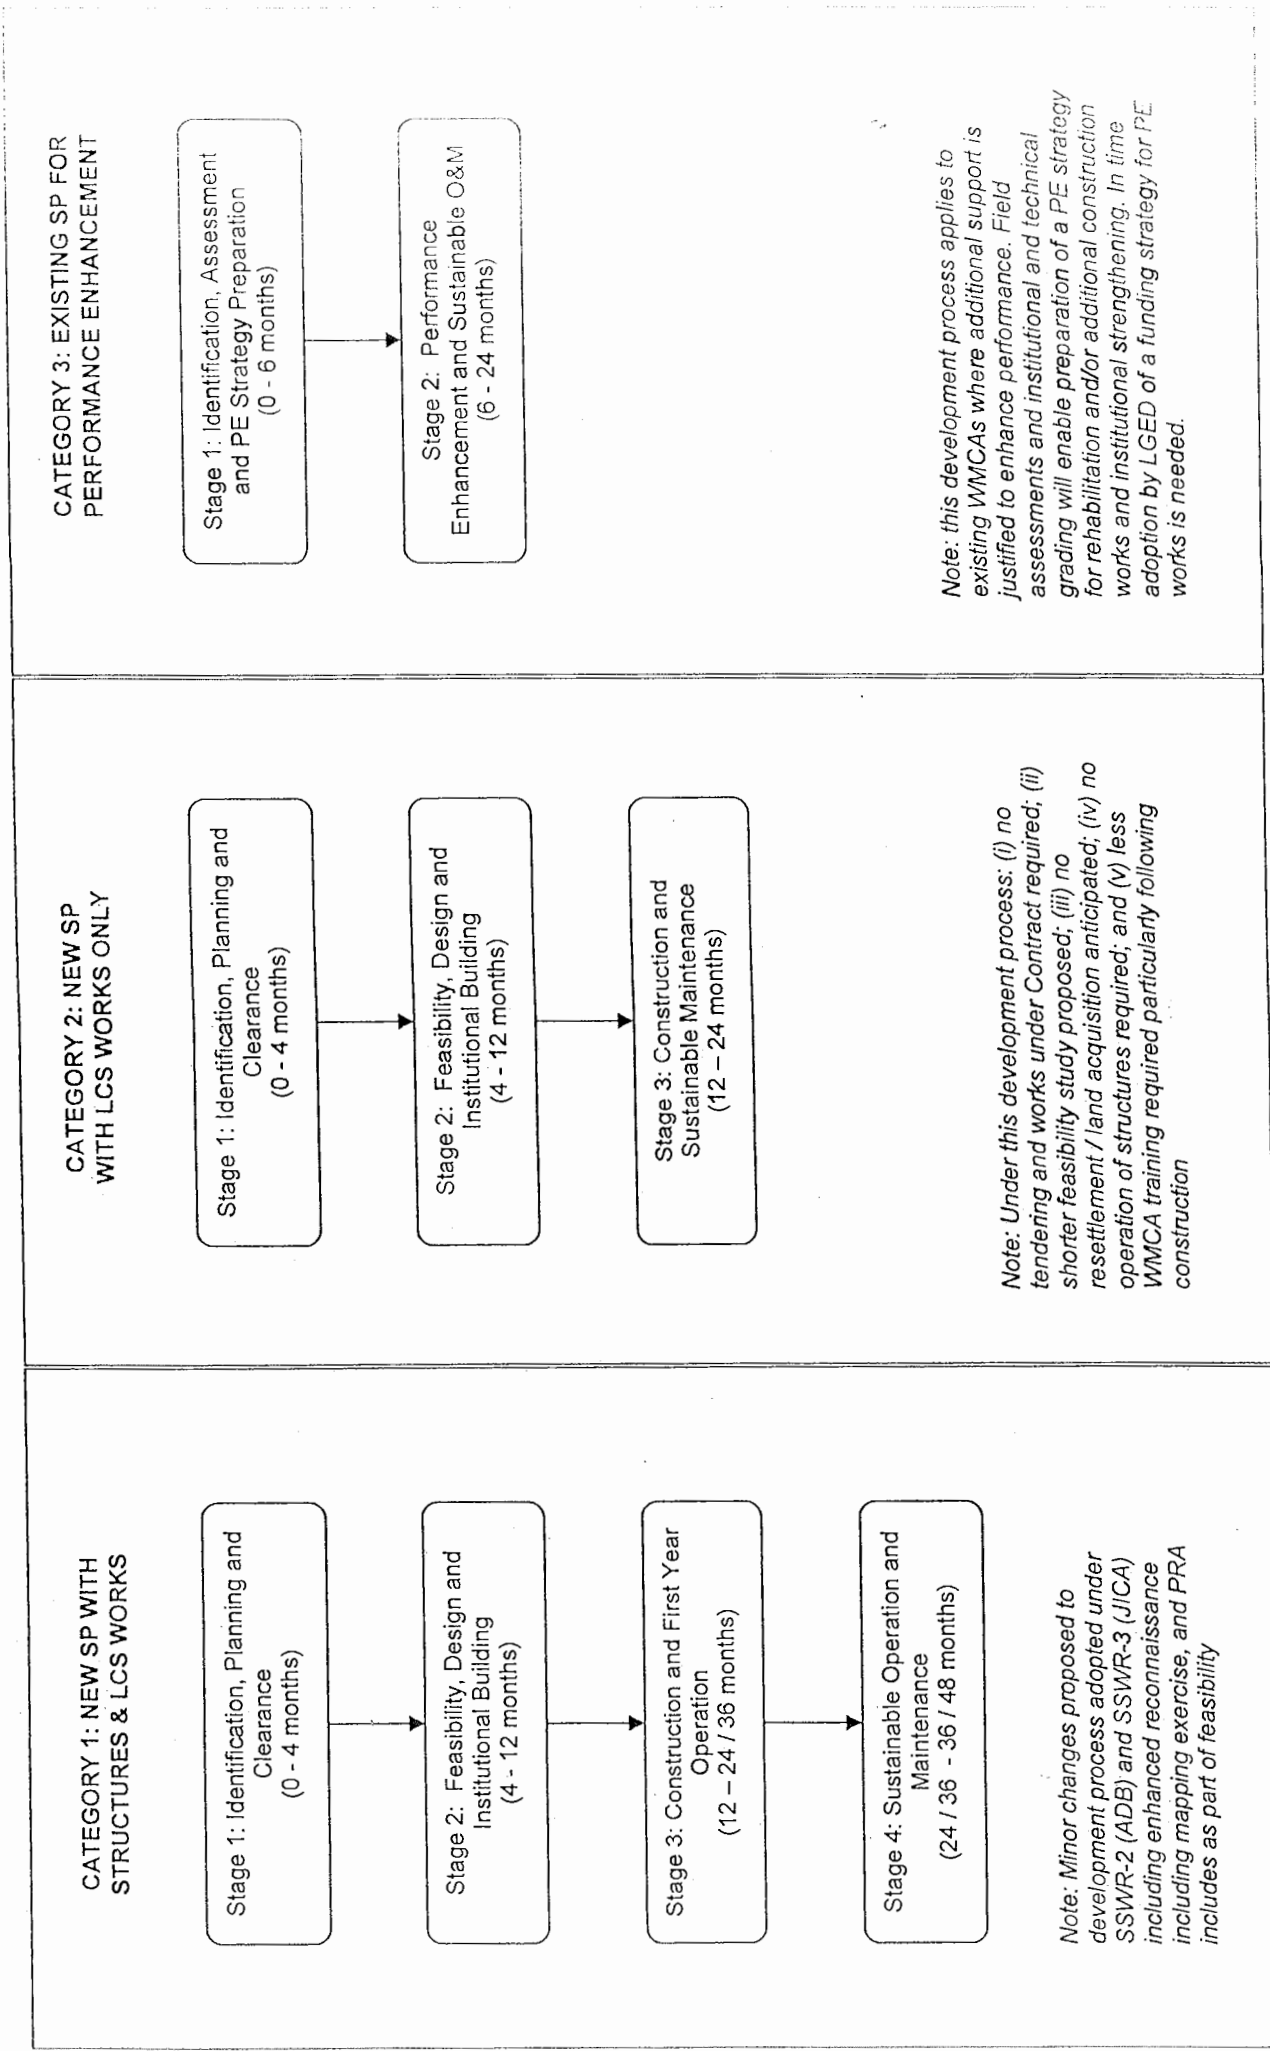 CATEGORY 1: NEW SP WITH
STRUCTURES & LCS WORKS
Stage 1: Identification, Planning and
Clearance
(0 - 4 months)
Stage 2: Feasibility, Design and
Institutional Building
(4 - 12 months)
Stage 3: Construction and First Year
Operation
(12 – 24 / 36 months)
Stage 4: Sustainable Operation and
Maintenance
(24 / 36 - 36 / 48 months)
Note: Minor changes proposed to
development process adopted under
SSWR-2 (ADB) and SSWR-3 (JICA)
including enhanced reconnaissance
including mapping exercise, and PRA
includes as part of feasibility
CATEGORY 2: NEW SP
WITH LCS WORKS ONLY
Stage 1: Identification, Planning and
Clearance
(0 - 4 months)
Stage 2: Feasibility, Design and
Institutional Building
(4 - 12 months)
Stage 3: Construction and
Sustainable Maintenance
(12 – 24 months)
Note: Under this development process: (i) no
tendering and works under Contract required; (ii)
shorter feasibility study proposed; (iii) no
resettlement / land acquisition anticipated; (iv) no
operation of structures required; and (v) less
WMCA training required particularly following
construction
CATEGORY 3: EXISTING SP FOR
PERFORMANCE ENHANCEMENT
Stage 1: Identification, Assessment
and PE Strategy Preparation
(0 - 6 months)
Stage 2: Performance
Enhancement and Sustainable O&M
(6 - 24 months)
Note: this development process applies to
existing WMCAs where additional support is
justified to enhance performance. Field
assessments and institutional and technical
grading will enable preparation of a PE strategy
for rehabilitation and/or additional construction
works and institutional strengthening. In time
adoption by LGED of a funding strategy for PE
works is needed.